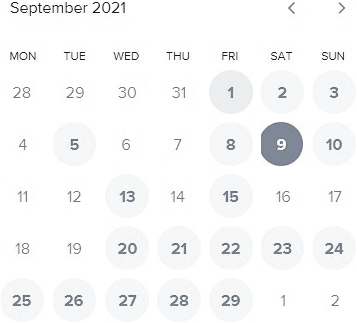 September 2021
MON TUE WED THU FRI SAT SUN
28 29 30 31 1 2 3
4 5 6 7 8 9 10
11 12 13 14 15 16 17
18 19 20 21 22 23 24
25 26 27 28 29 1 2